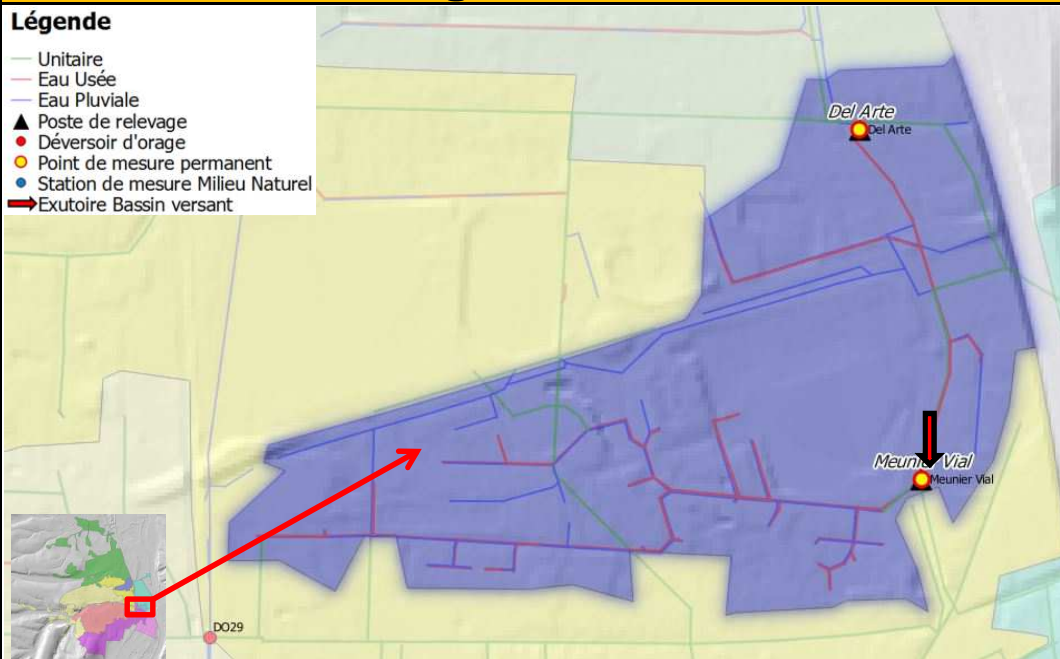 Légende
Unitaire
Eau Usée
Eau Pluviale
Poste de relevage
Déversoir d'orage
Point de mesure permanent
Station de mesure Milieu Naturel
Exutoire Bassin versant
Del Arte
Del Arte
Meunier Vial
Meunier Vial
DO29